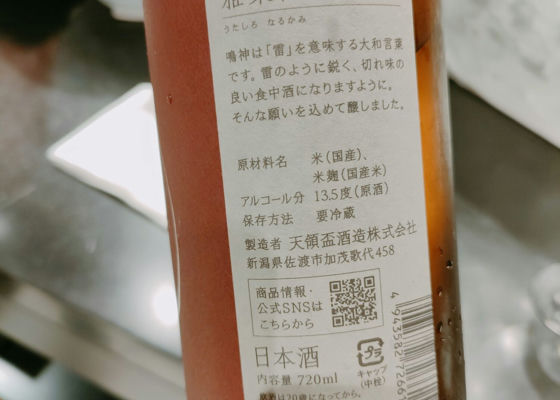 うたしろ なるかみ
鳴神は「雷」を意味する大和言葉
です。雷のように鋭く、切れ味の
良い食中酒になりますように。
そんな願いを込めて醸しました。
原材料名 米(国産)、
米麹(国産米)
アルコール分 13.5度(原酒)
保存方法 要冷蔵
製造者 天領盃酒造株式会社
新潟県佐渡市加茂歌代458
商品情報・
公式SNSは
こちらから
日本酒
内容量 720ml
プラ
キャップ
(中栓)
飲酒は20歳になってから。
4943582726